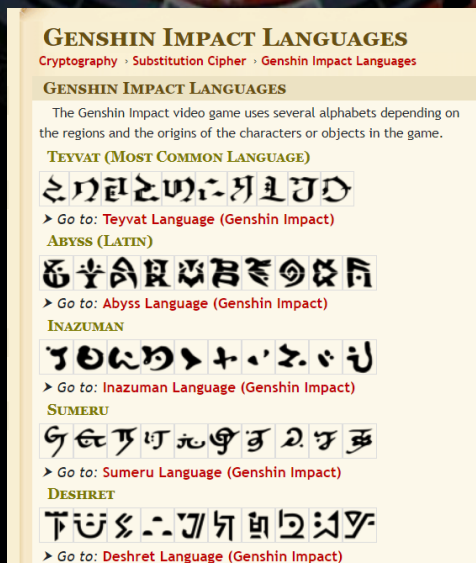 Genshin Impact Languages
Cryptography › Substitution Cipher › Genshin Impact Languages
Genshin Impact Languages
The Genshin Impact video game uses several alphabets depending on
the regions and the origins of the characters or objects in the game.
Teyvat (Most Common Language)
➤ Go to: Teyvat Language (Genshin Impact)
Abyss (Latin)
➤ Go to: Abyss Language (Genshin Impact)
Inazuman
➤ Go to: Inazuman Language (Genshin Impact)
Sumeru
➤ Go to: Sumeru Language (Genshin Impact)
Deshret
➤ Go to: Deshret Language (Genshin Impact)